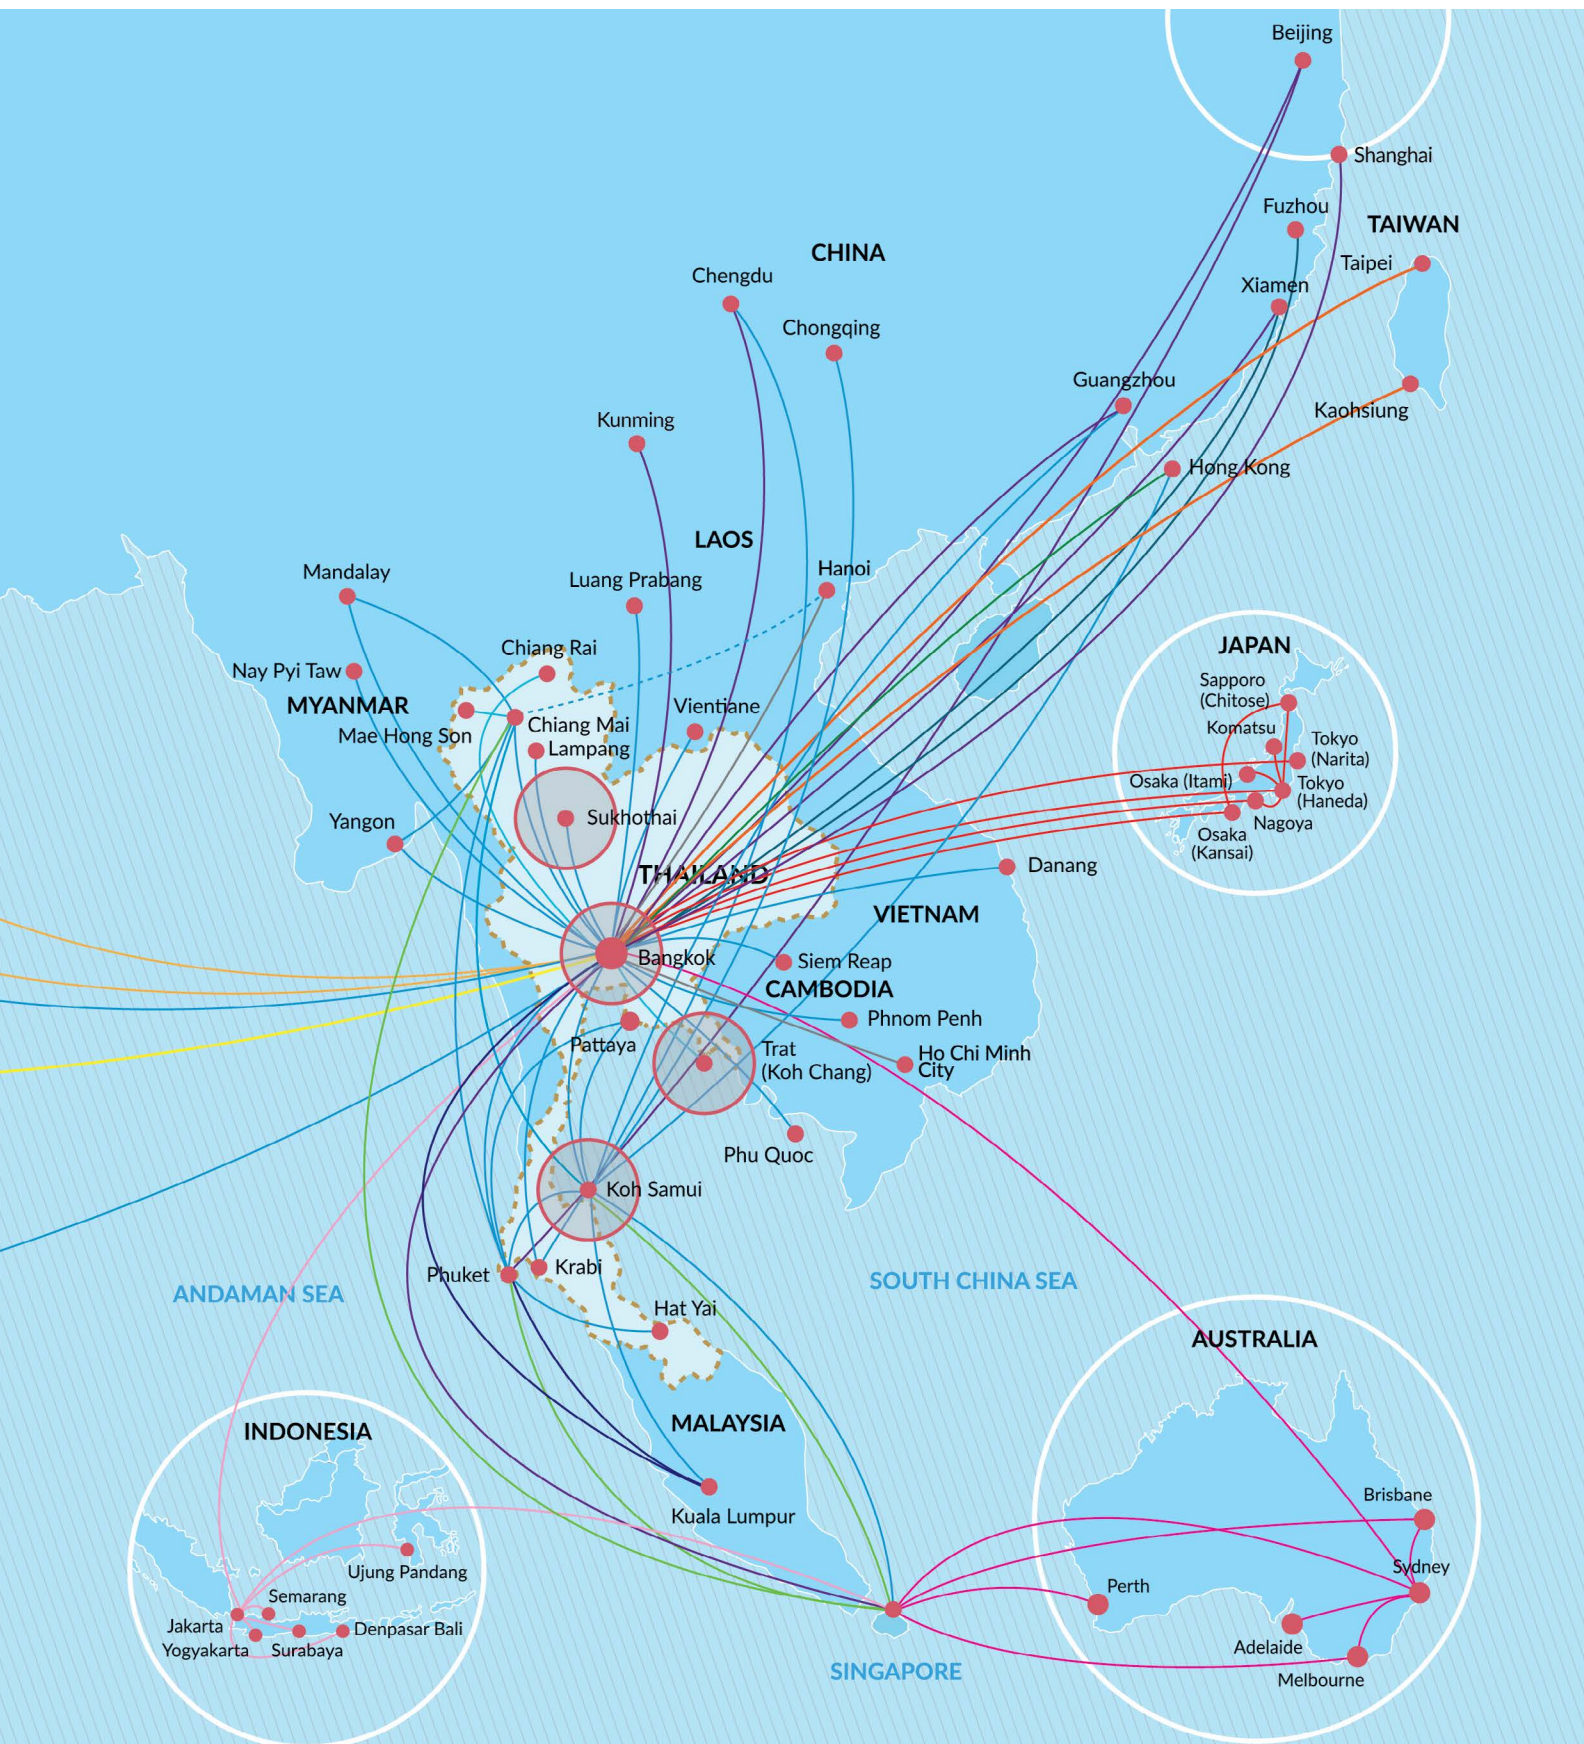 Beijing
Shanghai
Fuzhou
TAIWAN
CHINA
Taipei
Chengdu
Xiamen
Chongqing
Guangzhou
Kaohsiung
Kunming
Hong Kong
LAOS
Hanoi
Mandalay
Luang Prabang
Chiang Rai
JAPAN
Nay Pyi Taw
Sapporo
(Chitose)
MYANMAR
Vientiane
Mae Hong Son
Chiang Mai
Komatsu
Lampang
Tokyo
(Narita)
Osaka (Itami)
Tokyo
(Haneda)
Yangon
Sukhothai
Nagoya
Osaka
(Kansai)
THAILAND
Danang
VIETNAM
Bangkok
Siem Reap
CAMBODIA
Phnom Penh
Pattaya
Trat
(Koh Chang)
Ho Chi Minh
City
Phu Quoc
Koh Samui
Phuket
Krabi
SOUTH CHINA SEA
ANDAMAN SEA
Hat Yai
AUSTRALIA
INDONESIA
MALAYSIA
Brisbane
Kuala Lumpur
Ujung Pandang
Sydney
Perth
Semarang
Jakarta
Denpasar Bali
Yogyakarta
Surabaya
Adelaide
SINGAPORE
Melbourne